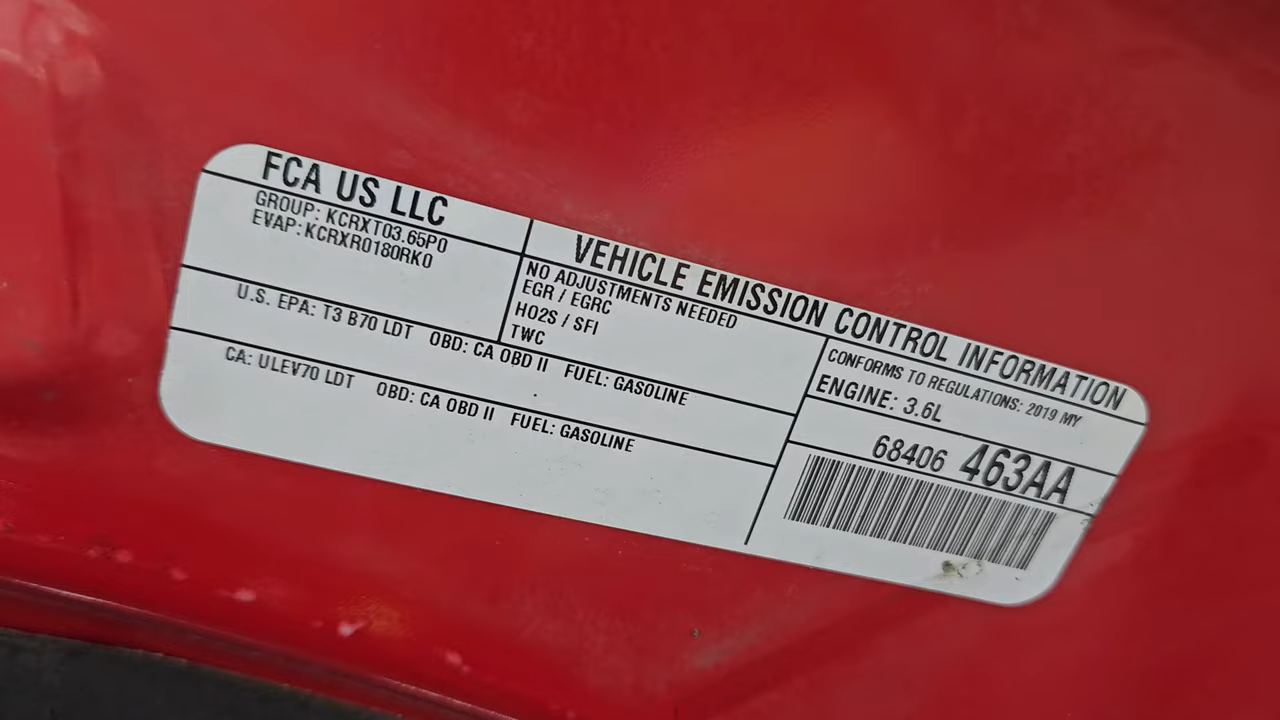 FCA US LLC
GROUP: KCRXT03.65P0
EVAP: KCRXR0180RK0
VEHICLE EMISSION CONTROL INFORMATION
NO ADJUSTMENTS NEEDED
EGR / EGRC
HO2S / SFI
TWC
CONFORMS TO REGULATIONS: 2019 MY
ENGINE: 3.6L
U.S. EPA: T3 B70 LDT OBD: CA OBD II FUEL: GASOLINE
CA: ULEV70 LDT OBD: CA OBD II FUEL: GASOLINE
68406 463AA